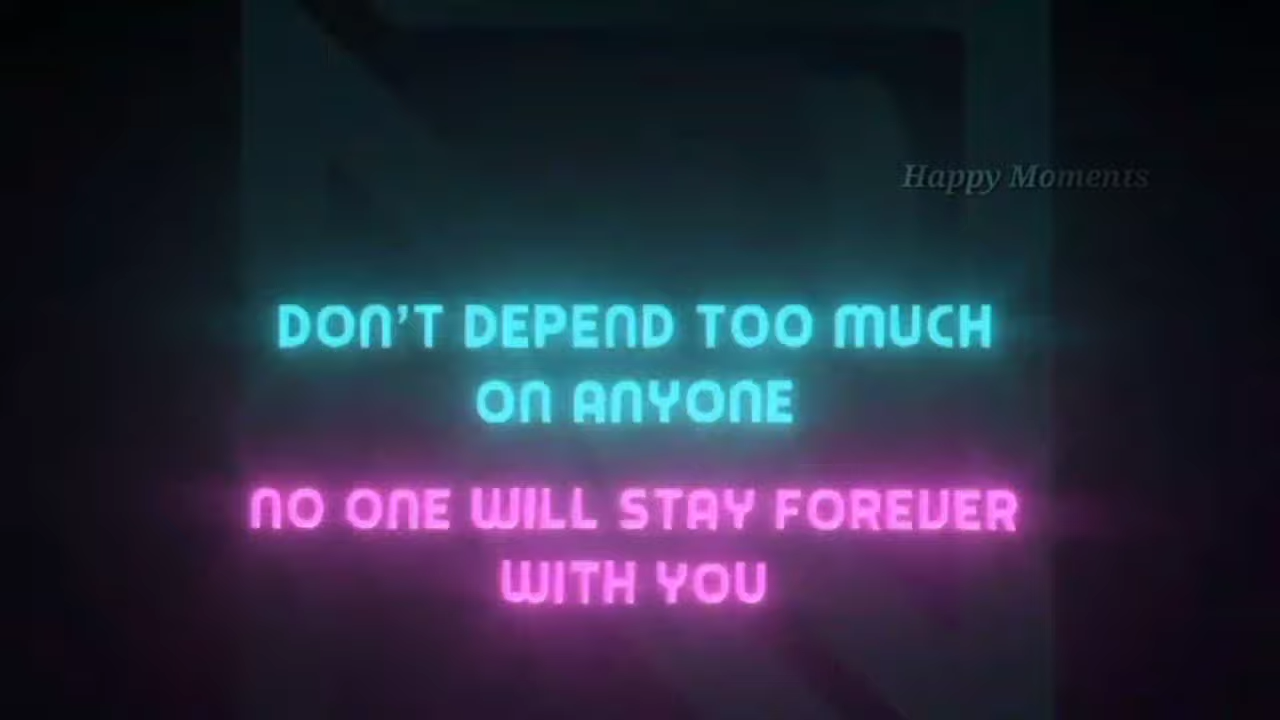 Happy Moments
DON'T DEPEND TOO MUCH
ON ANYONE
NO ONE WILL STAY FOREVER
WITH YOU